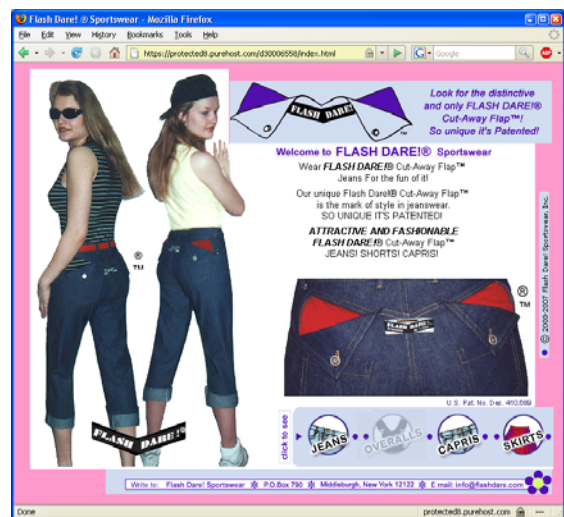 Flash Dare! ® Sportswear - Mozilla Firefox
File Edit View History Bookmarks Tools Help
https://protected8.purehost.com/d30006558/index.html
G Google
ABP
FLASH DARE!
TM
Look for the distinctive
and only FLASH DARE!®
Cut-Away Flap™!
So unique it's Patented!
Welcome to FLASH DARE!® Sportswear
Wear FLASH DARE!® Cut-Away Flap™
Jeans For the fun of it!
Our unique Flash Dare!® Cut-Away Flap™
is the mark of style in jeanswear.
SO UNIQUE IT'S PATENTED!
ATTRACTIVE AND FASHIONABLE
FLASH DARE!® Cut-Away Flap™
JEANS! SHORTS! CAPRIS!
®
TM
FLASH DARE!
®
TM
© 2000-2007 Flash Dare! Sportswear, Inc.
U.S. Pat. No. Des. 410,689
FLASH DARE!®
click to see
JEANS
OVERALLS
CAPRIS
SKIRTS
Write to: Flash Dare! Sportswear P.O.Box 790 Middleburgh, New York 12122 E mail: info@flashdare.com
Done
protected8.purehost.com